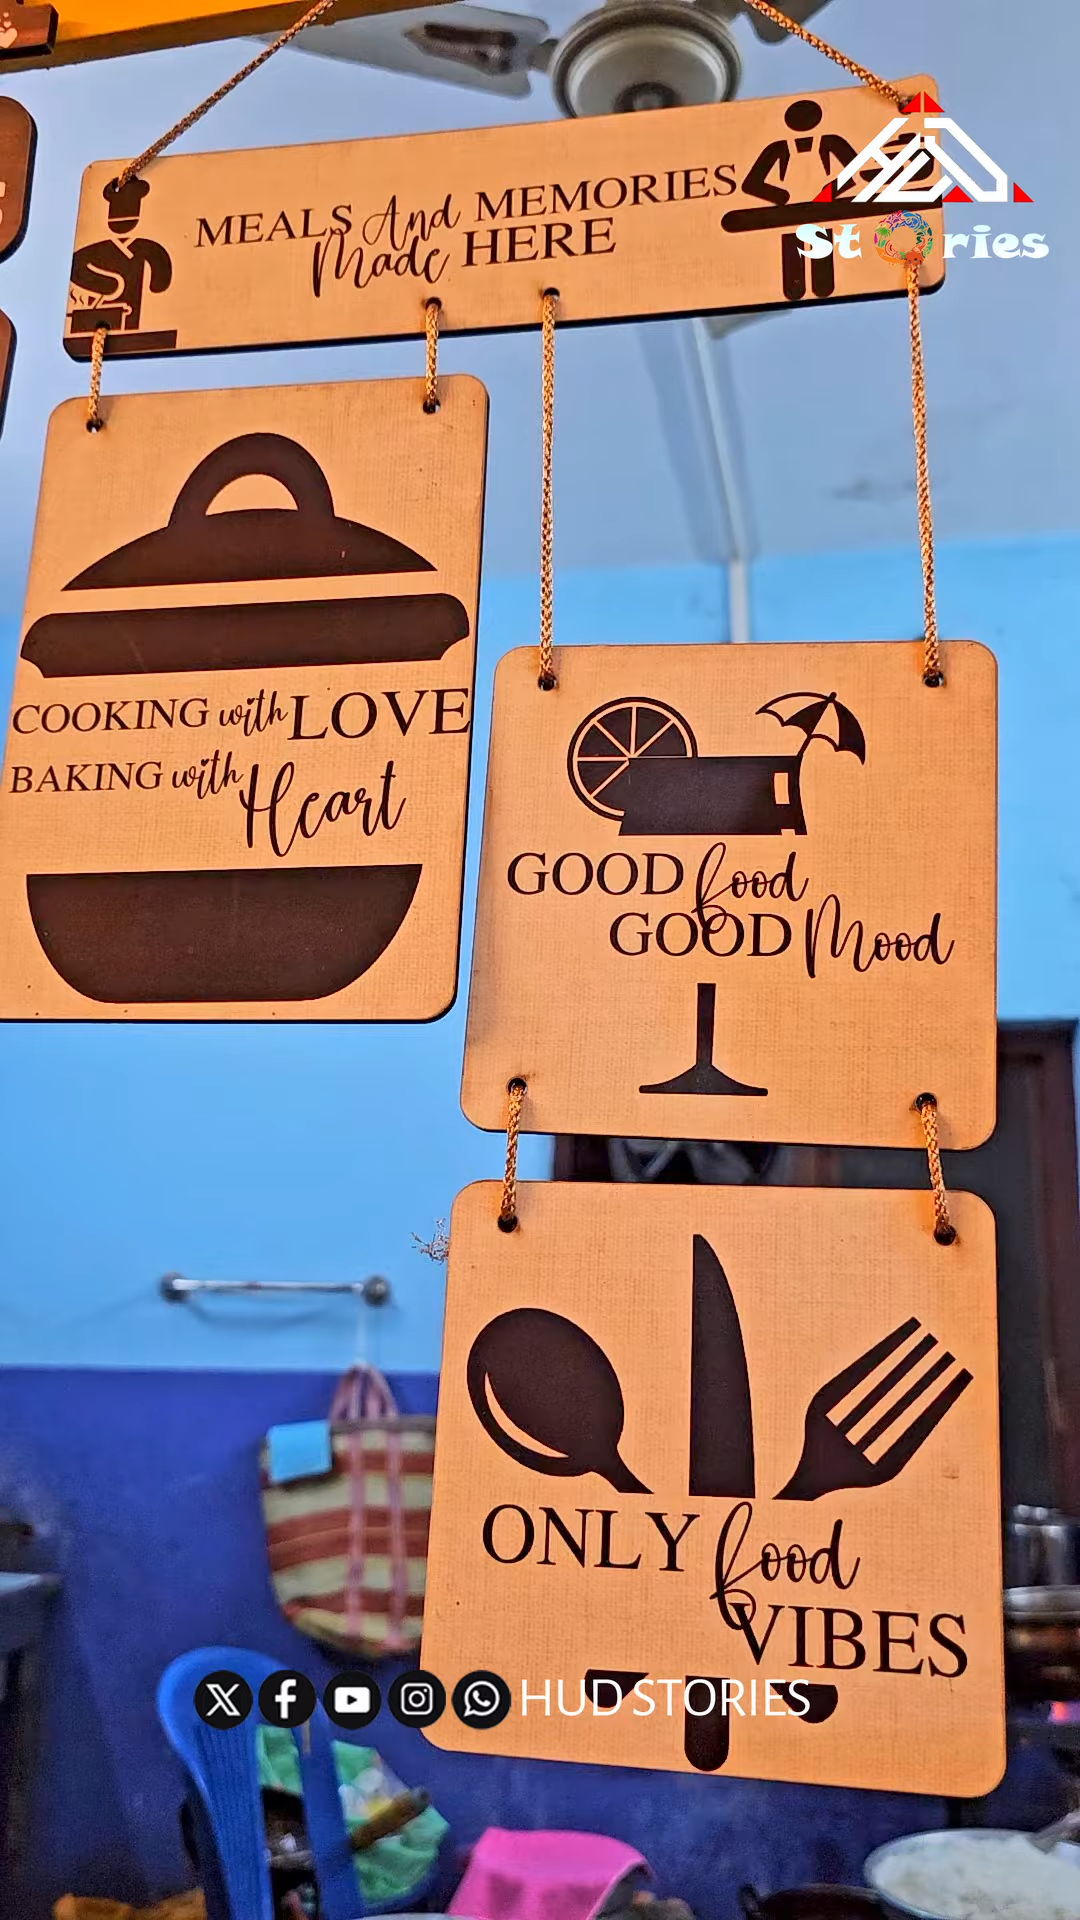 MEALS And MEMORIES
Made HERE
HUD
Stories
COOKING with LOVE
BAKING with Heart
GOOD food
GOOD Mood
ONLY food
VIBES
HUD STORIES